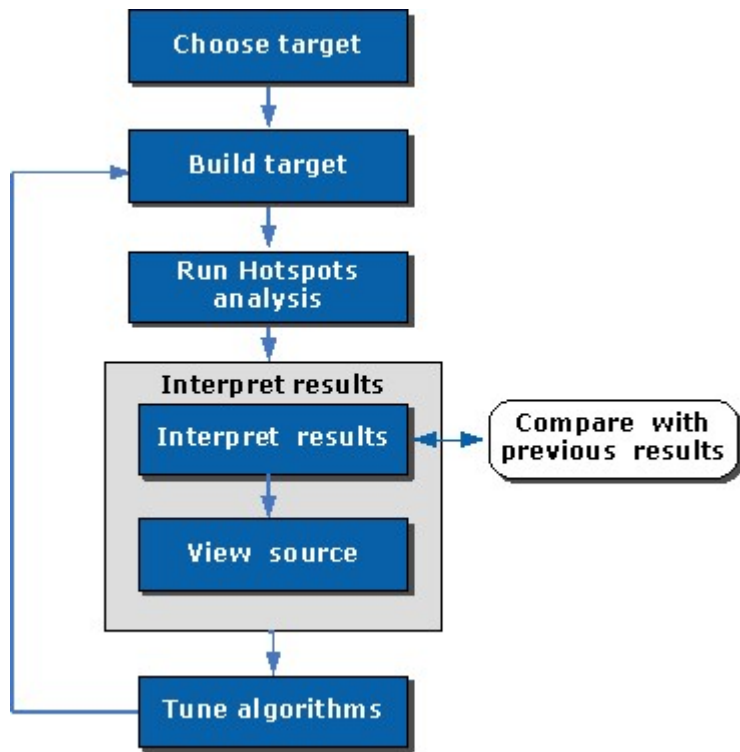 Choose target
Build target
Run Hotspots
analysis
Interpret results
Interpret results
Compare with
previous results
View source
Tune algorithms